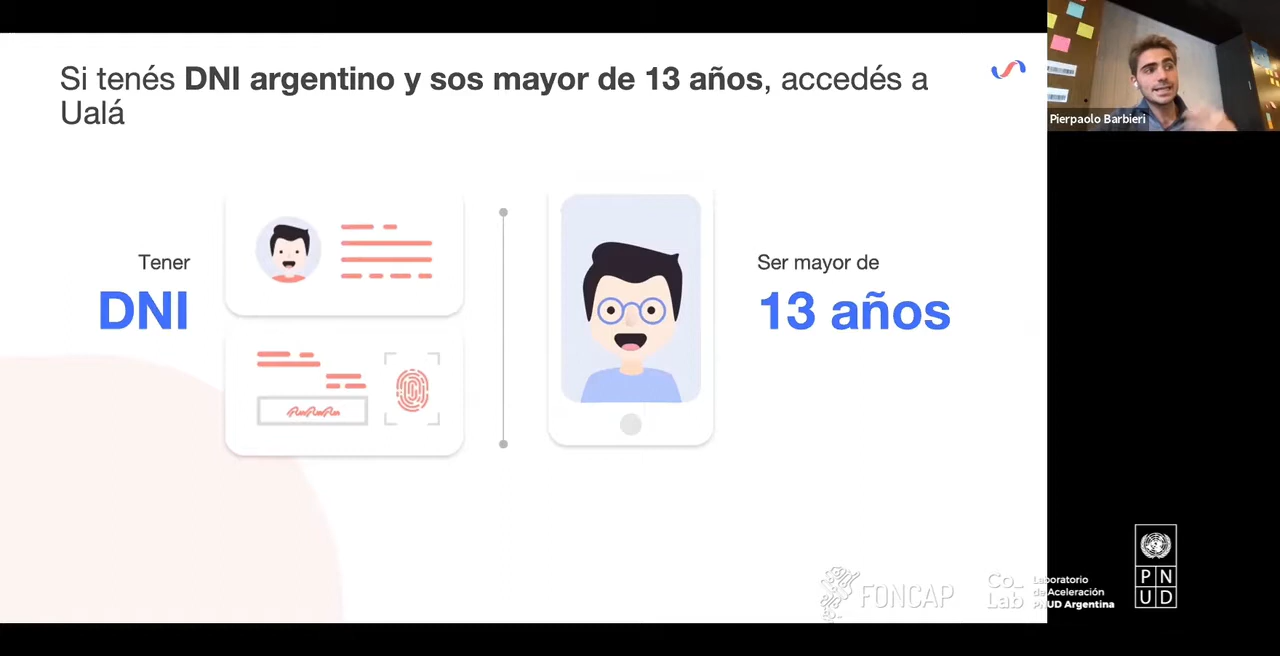 Si tenés DNI argentino y sos mayor de 13 años, accedés a
Ualá
Pierpaolo Barbieri
Tener
DNI
Ser mayor de
13 años
FONCAP
Co_
Lab
Laboratorio
de Aceleración
PNUD Argentina
P N
U D